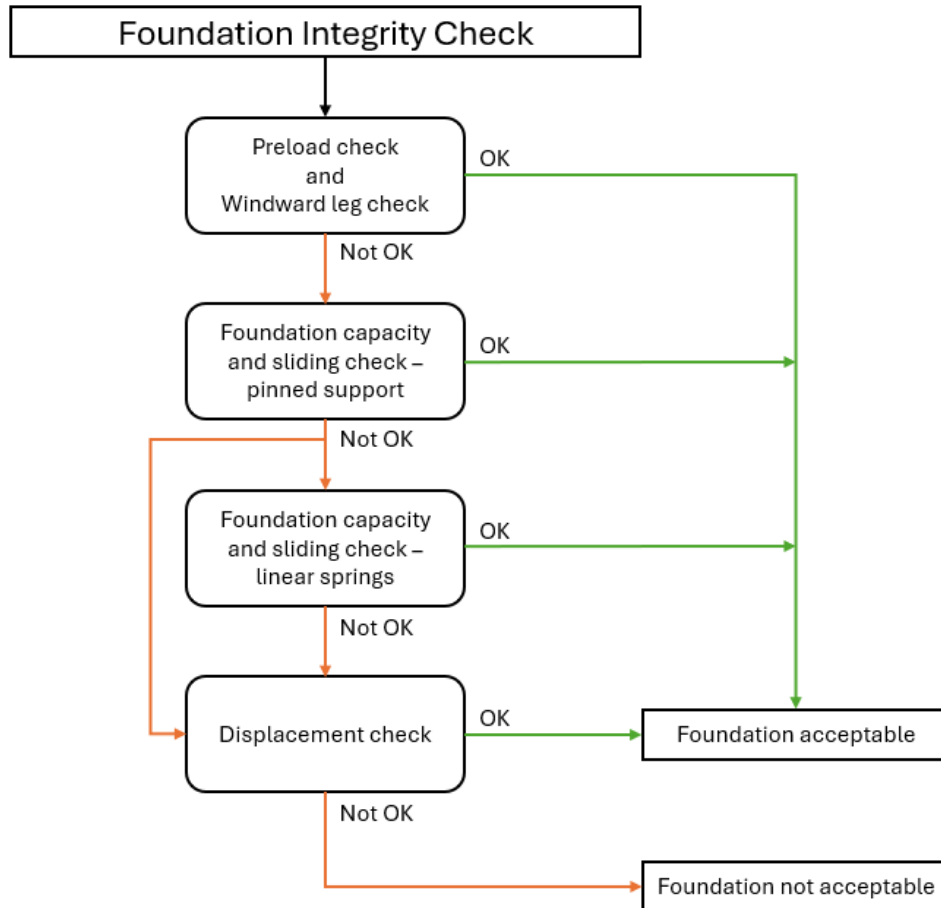 Foundation Integrity Check
Preload check
and
Windward leg check
OK
Not OK
Foundation capacity
and sliding check –
pinned support
OK
Not OK
Foundation capacity
and sliding check –
linear springs
OK
Not OK
Displacement check
OK
Foundation acceptable
Not OK
Foundation not acceptable